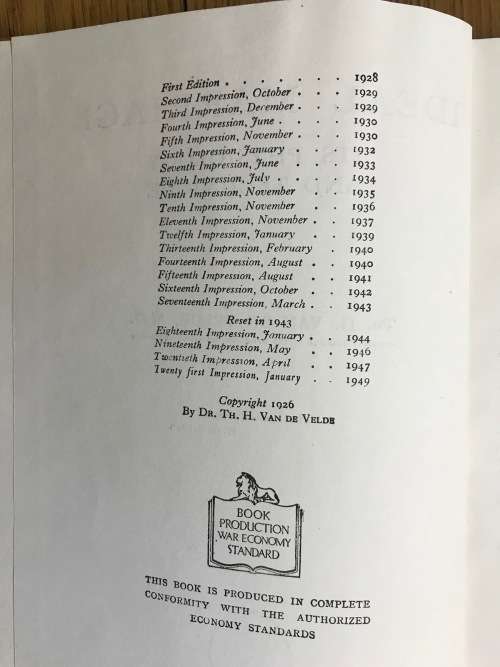 First Edition . . . . . . . 1928
Second Impression, October . . . 1929
Third Impression, December . . . 1929
Fourth Impression, June . . . . 1930
Fifth Impression, November . . . 1930
Sixth Impression, January . . . 1932
Seventh Impression, June . . . 1933
Eighth Impression, July . . . . 1934
Ninth Impression, November . . 1935
Tenth Impression, November . . 1936
Eleventh Impression, November . . 1937
Twelfth Impression, January . . 1939
Thirteenth Impression, February . 1940
Fourteenth Impression, August . . 1940
Fifteenth Impression, August . . 1941
Sixteenth Impression, October . . 1942
Seventeenth Impression, March . . 1943
Reset in 1943
Eighteenth Impression, January . . 1944
Nineteenth Impression, May . . 1946
Twentieth Impression, April . . 1947
Twenty first Impression, January . . 1949
Copyright 1926
By Dr. Th. H. Van de Velde
BOOK
PRODUCTION
WAR ECONOMY
STANDARD
THIS BOOK IS PRODUCED IN COMPLETE
CONFORMITY WITH THE AUTHORIZED
ECONOMY STANDARDS